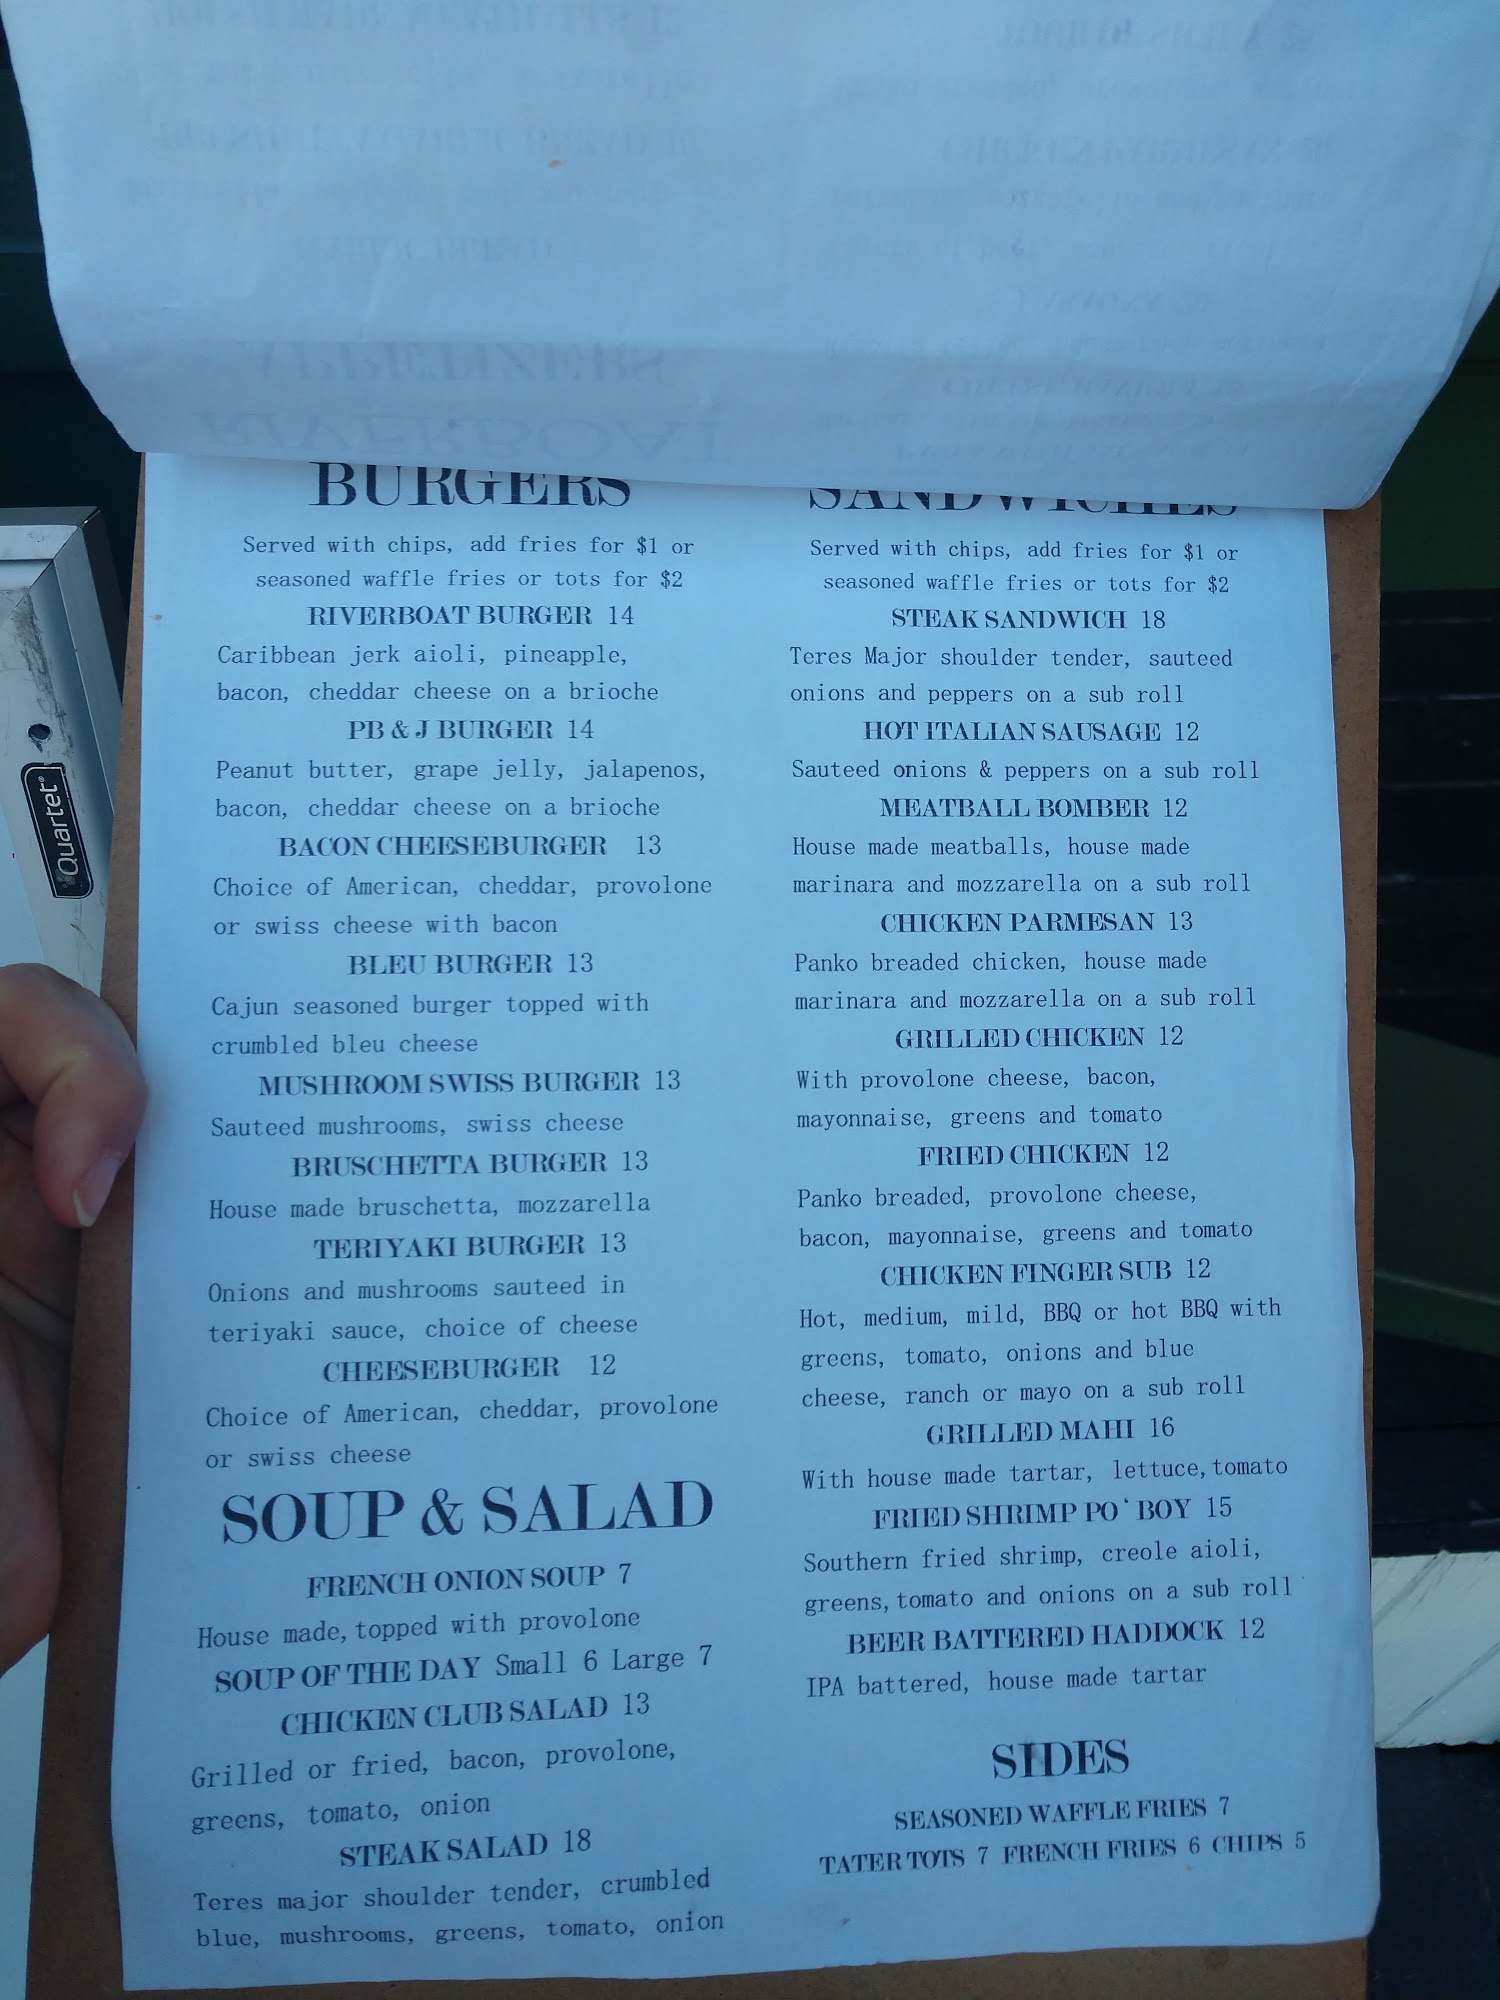 RIVERBOAT
APPETIZERS
BURGERS
Served with chips, add fries for $1 or
seasoned waffle fries or tots for $2
RIVERBOAT BURGER 14
Caribbean jerk aioli, pineapple,
bacon, cheddar cheese on a brioche
PB & J BURGER 14
Peanut butter, grape jelly, jalapenos,
bacon, cheddar cheese on a brioche
BACON CHEESEBURGER 13
Choice of American, cheddar, provolone
or swiss cheese with bacon
BLEU BURGER 13
Cajun seasoned burger topped with
crumbled bleu cheese
MUSHROOM SWISS BURGER 13
Sauteed mushrooms, swiss cheese
BRUSCHETTA BURGER 13
House made bruschetta, mozzarella
TERIYAKI BURGER 13
Onions and mushrooms sauteed in
teriyaki sauce, choice of cheese
CHEESEBURGER 12
Choice of American, cheddar, provolone
or swiss cheese
SOUP & SALAD
FRENCH ONION SOUP 7
House made, topped with provolone
SOUP OF THE DAY Small 6 Large 7
CHICKEN CLUB SALAD 13
Grilled or fried, bacon, provolone,
greens, tomato, onion
STEAK SALAD 18
Teres major shoulder tender, crumbled
blue, mushrooms, greens, tomato, onion
SANDWICHES
Served with chips, add fries for $1 or
seasoned waffle fries or tots for $2
STEAK SANDWICH 18
Teres Major shoulder tender, sauteed
onions and peppers on a sub roll
HOT ITALIAN SAUSAGE 12
Sauteed onions & peppers on a sub roll
MEATBALL BOMBER 12
House made meatballs, house made
marinara and mozzarella on a sub roll
CHICKEN PARMESAN 13
Panko breaded chicken, house made
marinara and mozzarella on a sub roll
GRILLED CHICKEN 12
With provolone cheese, bacon,
mayonnaise, greens and tomato
FRIED CHICKEN 12
Panko breaded, provolone cheese,
bacon, mayonnaise, greens and tomato
CHICKEN FINGER SUB 12
Hot, medium, mild, BBQ or hot BBQ with
greens, tomato, onions and blue
cheese, ranch or mayo on a sub roll
GRILLED MAHI 16
With house made tartar, lettuce, tomato
FRIED SHRIMP PO‘BOY 15
Southern fried shrimp, creole aioli,
greens, tomato and onions on a sub roll
BEER BATTERED HADDOCK 12
IPA battered, house made tartar
SIDES
SEASONED WAFFLE FRIES 7
TATER TOTS 7 FRENCH FRIES 6 CHIPS 5
Quartet